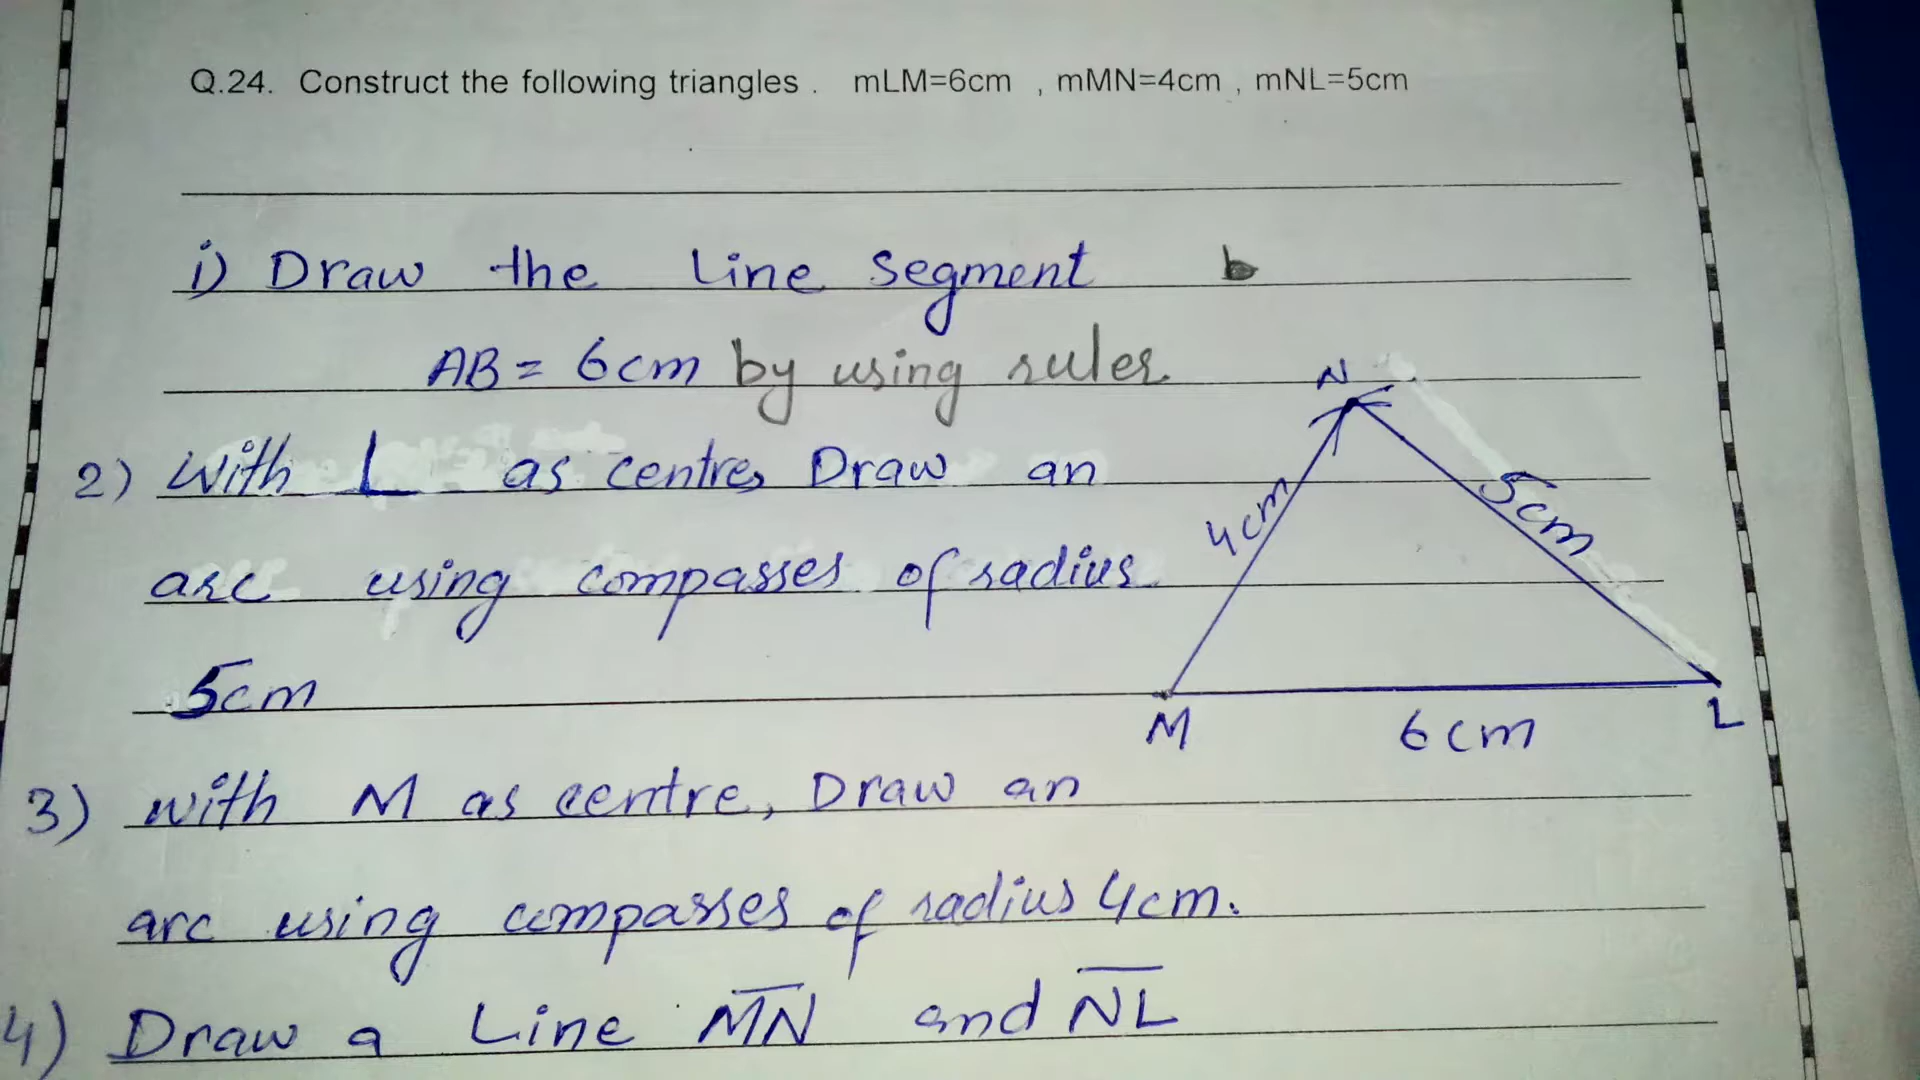 Q.24. Construct the following triangles . mLM=6cm , mMN=4cm , mNL=5cm
i) Draw the Line segment b
AB = 6cm by using ruler
2) With L as centre, Draw an
arc using compasses of radius
5cm
3) with M as centre, Draw an
arc using compasses of radius 4cm.
4) Draw a Line MN and NL
N
4cm
5cm
M
6cm
L